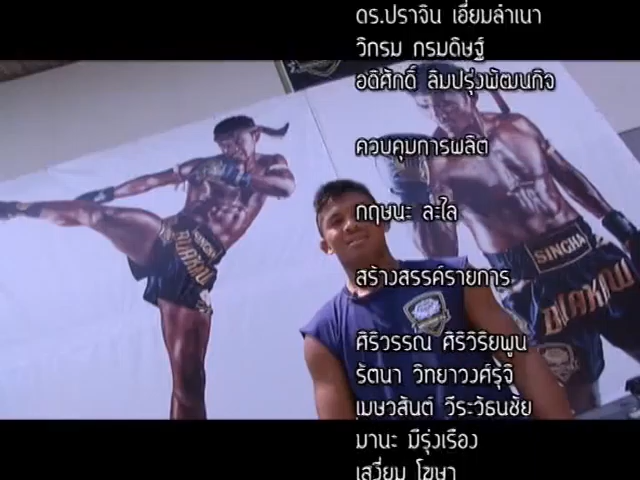 ดร.ปราจิน เอี่ยมลำเนา
วิกรม กรมดิษฐ์
อดิศักดิ์ ลิมปรุ่งพัฒนกิจ
ควบคุมการผลิต
กฤษนะ ละไล
สร้างสรรค์รายการ
ศิริวรรณ ศิริวิริยพูน
รัตนา วิทยาวงศ์รุจิ
เมษวสันต์ วีระวัธนชัย
มานะ มีรุ่งเรือง
เสวี่ยม โฆษา
SINGHA
BUAKAW
SINGHA
BUAKAW